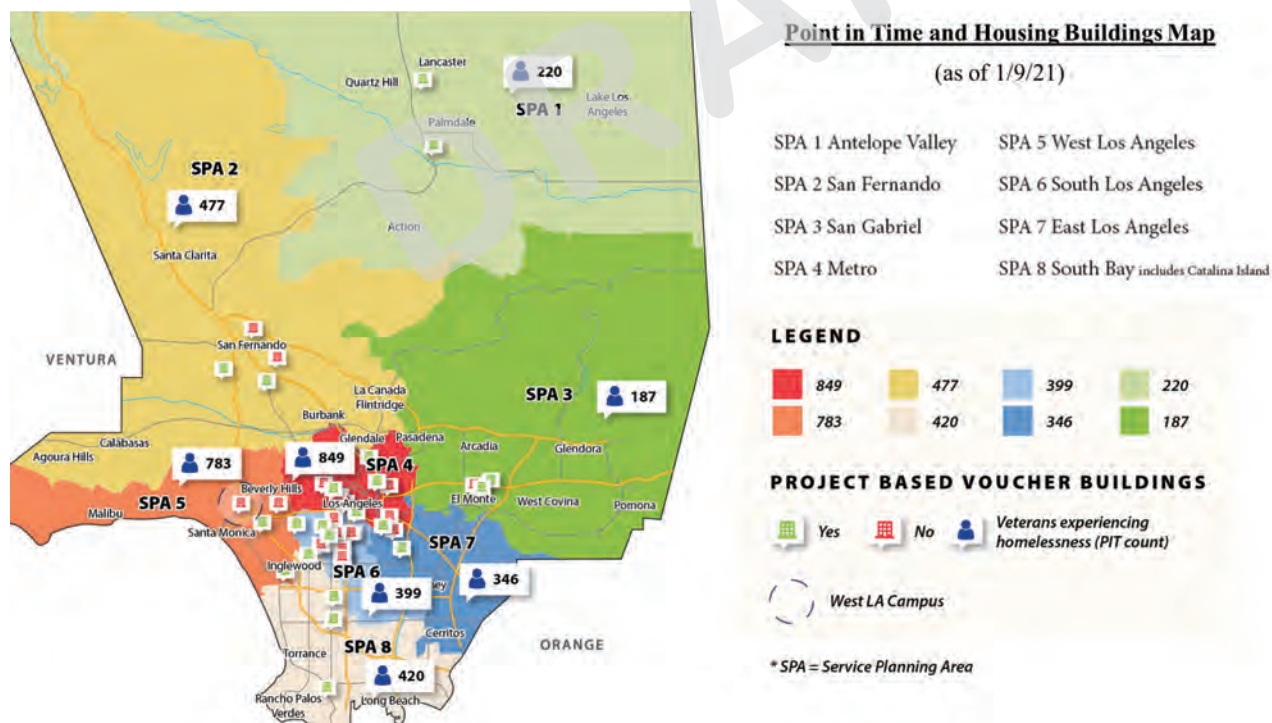 Point in Time and Housing Buildings Map
(as of 1/9/21)
SPA 1 Antelope Valley
SPA 2 San Fernando
SPA 3 San Gabriel
SPA 4 Metro
SPA 5 West Los Angeles
SPA 6 South Los Angeles
SPA 7 East Los Angeles
SPA 8 South Bay includes Catalina Island
LEGEND
849 477 399 220
783 420 346 187
PROJECT BASED VOUCHER BUILDINGS
Yes
No
Veterans experiencing
homelessness (PIT count)
West LA Campus
* SPA = Service Planning Area
DRA
Lancaster
Quartz Hill
220
SPA 1
Lake Los
Angeles
Palmdale
SPA 2
477
Action
Santa Clarita
San Fernando
VENTURA
La Canada
Flintridge
SPA 3
187
Burbank
Glendale
Pasadena
Arcadia
Glendora
Calabasas
Agoura Hills
783
849
SPA 4
Beverly Hills
El Monte
West Covina
Pomona
SPA 5
Los Angeles
Malibu
Santa Monica
SPA 7
Inglewood
SPA 6
346
399
ey
Cerritos
ORANGE
SPA 8
Torrance
420
Rancho Palos
Verdes
Long Beach